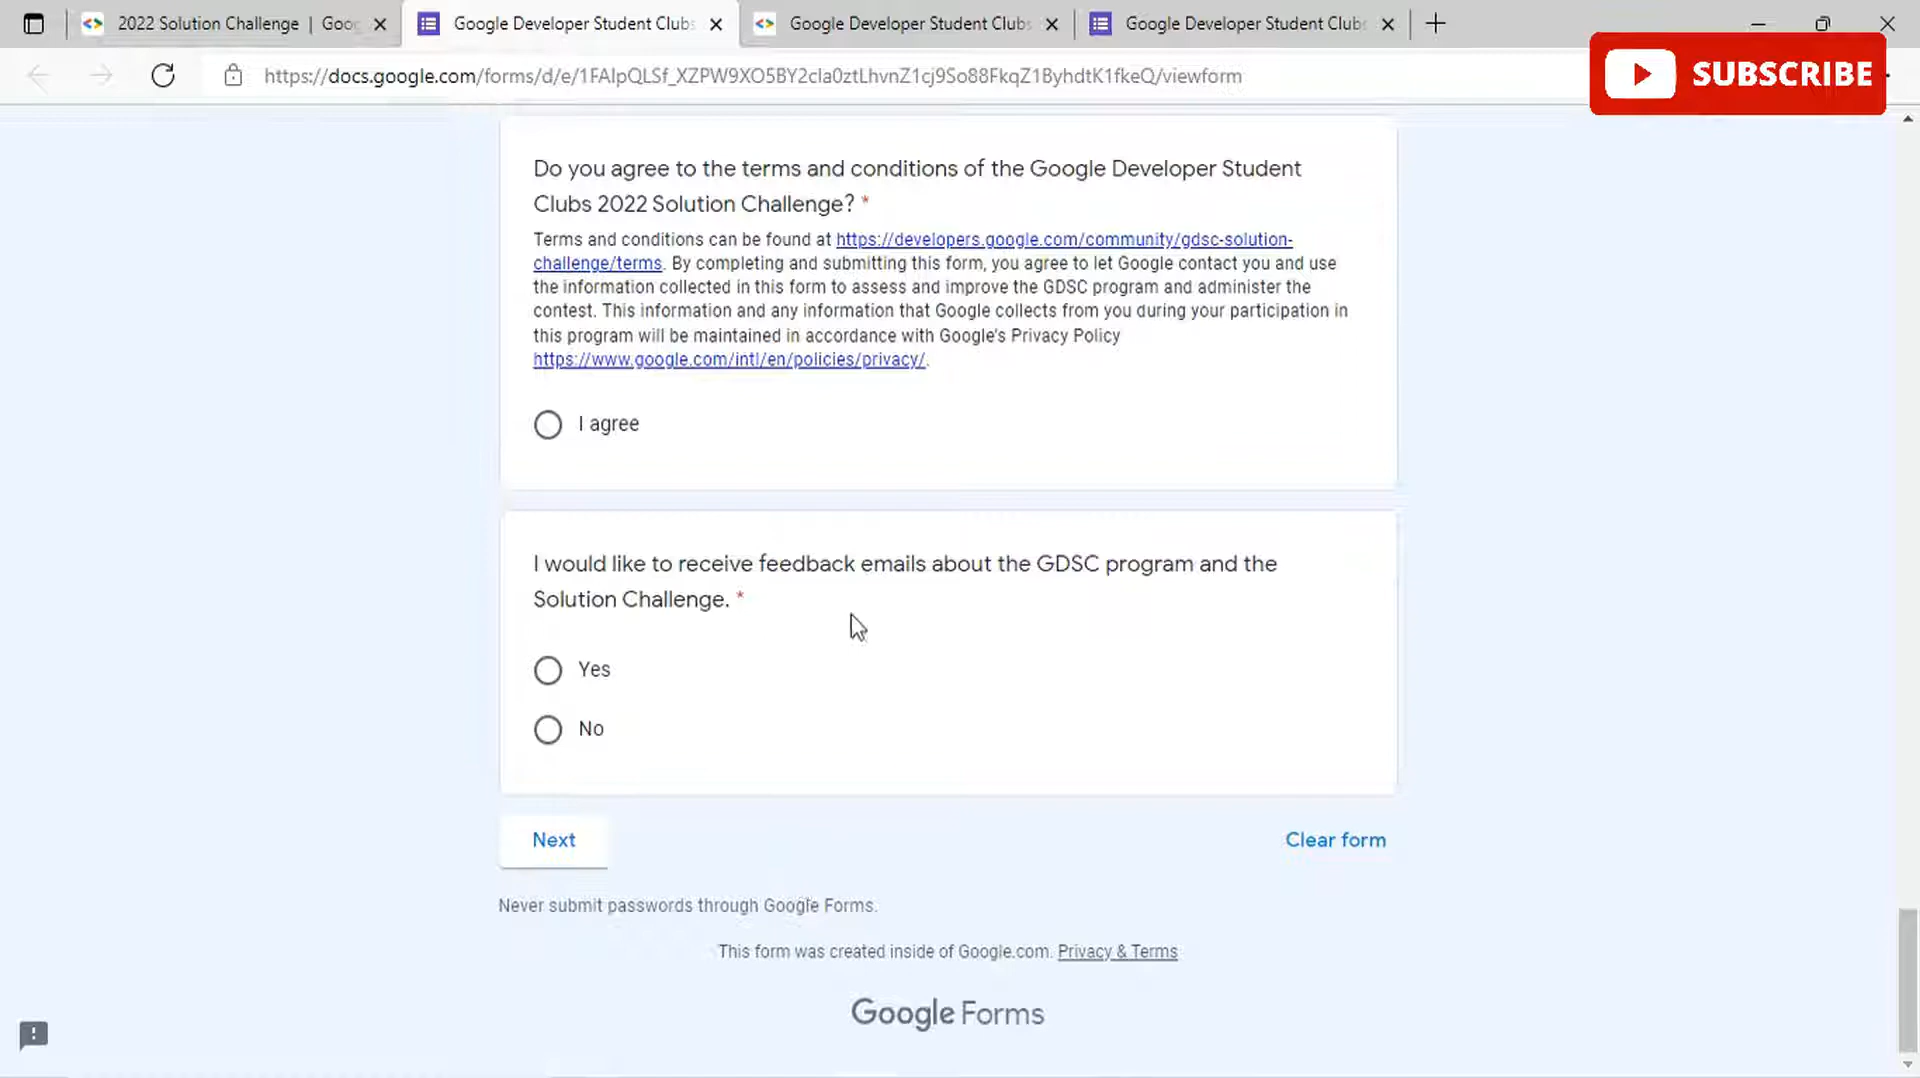 2022 Solution Challenge | Goo
Google Developer Student Clubs
Google Developer Student Clubs
Google Developer Student Club
https://docs.google.com/forms/d/e/1FAIpQLSf_XZPW9XO5BY2cIa0ztLhvnZ1cj9So88FkqZ1ByhdtK1fkeQ/viewform
SUBSCRIBE
Do you agree to the terms and conditions of the Google Developer Student
Clubs 2022 Solution Challenge? *
Terms and conditions can be found at https://developers.google.com/community/gdsc-solution-
challenge/terms. By completing and submitting this form, you agree to let Google contact you and use
the information collected in this form to assess and improve the GDSC program and administer the
contest. This information and any information that Google collects from you during your participation in
this program will be maintained in accordance with Google's Privacy Policy
https://www.google.com/intl/en/policies/privacy/.
I agree
I would like to receive feedback emails about the GDSC program and the
Solution Challenge. *
Yes
No
Next
Clear form
Never submit passwords through Google Forms.
This form was created inside of Google.com. Privacy & Terms
Google Forms